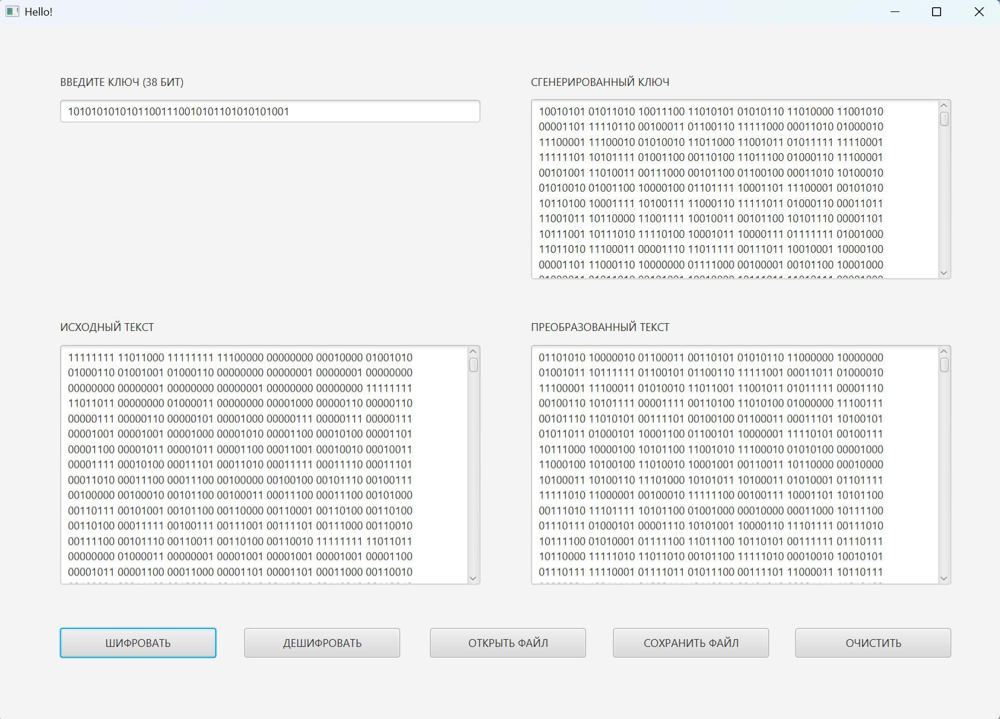 Hello!
ВВЕДИТЕ КЛЮЧ (38 БИТ)
10101010101011001110010101101010101001
СГЕНЕРИРОВАННЫЙ КЛЮЧ
10010101 01011010 10011100 11010101 01010110 11010000 11001010
00001101 11110110 00100011 01100110 11111000 00011010 01000010
11100001 11100010 01010010 11011000 11001011 01011111 11110001
11111101 10101111 01001100 00110100 11011100 01000110 11100001
00101001 11010011 00111000 00101100 01100100 00011010 10100010
01010010 01001100 10000100 01101111 10001101 11100001 00101010
10110100 10001111 10100111 11000110 11111011 01000110 00011011
11001011 10110000 11001111 10010011 00101100 10101110 00001101
10111001 10111010 11110100 10001011 10000111 01111111 01001000
11011010 11100011 00001110 11011111 00111011 10010001 10000100
00001101 11000110 10000000 01111000 00100001 00101100 10001000
ИСХОДНЫЙ ТЕКСТ
11111111 11011000 11111111 11100000 00000000 00010000 01001010
01000110 01001001 01000110 00000000 00000001 00000001 00000000
00000000 00000001 00000000 00000001 00000000 00000000 11111111
11011011 00000000 01000011 00000000 00001000 00000110 00000110
00000111 00000110 00000101 00001000 00000111 00000111 00000111
00001001 00001001 00001000 00001010 00001100 00010100 00001101
00001100 00001011 00001011 00001100 00011001 00010010 00010011
00001111 00010100 00011101 00011010 00011111 00011110 00011101
00011010 00011100 00011100 00100000 00100100 00101110 00100111
00100000 00100010 00101100 00100011 00011100 00011100 00101000
00110111 00101001 00101100 00110000 00110001 00110100 00110100
00110100 00011111 00100111 00111001 00111101 00111000 00110010
00111100 00101110 00110011 00110100 00110010 11111111 11011011
00000000 01000011 00000001 00001001 00001001 00001001 00001100
00001011 00001100 00011000 00001101 00001101 00011000 00110010
ПРЕОБРАЗОВАННЫЙ ТЕКСТ
01101010 10000010 01100011 00110101 01010110 11000000 10000000
01001011 10111111 01100101 01100110 11111001 00011011 01000010
11100001 11100011 01010010 11011001 11001011 01011111 00001110
00100110 10101111 00001111 00110100 11010100 01000000 11100111
00101110 11010101 00111101 00100100 01100011 00011101 10100101
01011011 01000101 10001100 01100101 10000001 11110101 00100111
10111000 10000100 10101100 11001010 11100010 01010100 00001000
11000100 10100100 11010010 10001001 00110011 10110000 00010000
10100011 10100110 11101000 10101011 10100011 01010001 01101111
11111010 11000001 00100010 11111100 00100111 10001101 10101100
00111010 11101111 10101100 01001000 00010000 00011000 10111100
01110111 01000101 00001110 10101001 10000110 11101111 00111010
10111100 01010001 01111100 11011100 10110101 00111111 01110111
10110000 11111010 11011010 00101100 11111010 00010010 10010101
01110111 11110001 01111011 01011100 00111101 11000011 10110111
ШИФРОВАТЬ
ДЕШИФРОВАТЬ
ОТКРЫТЬ ФАЙЛ
СОХРАНИТЬ ФАЙЛ
ОЧИСТИТЬ